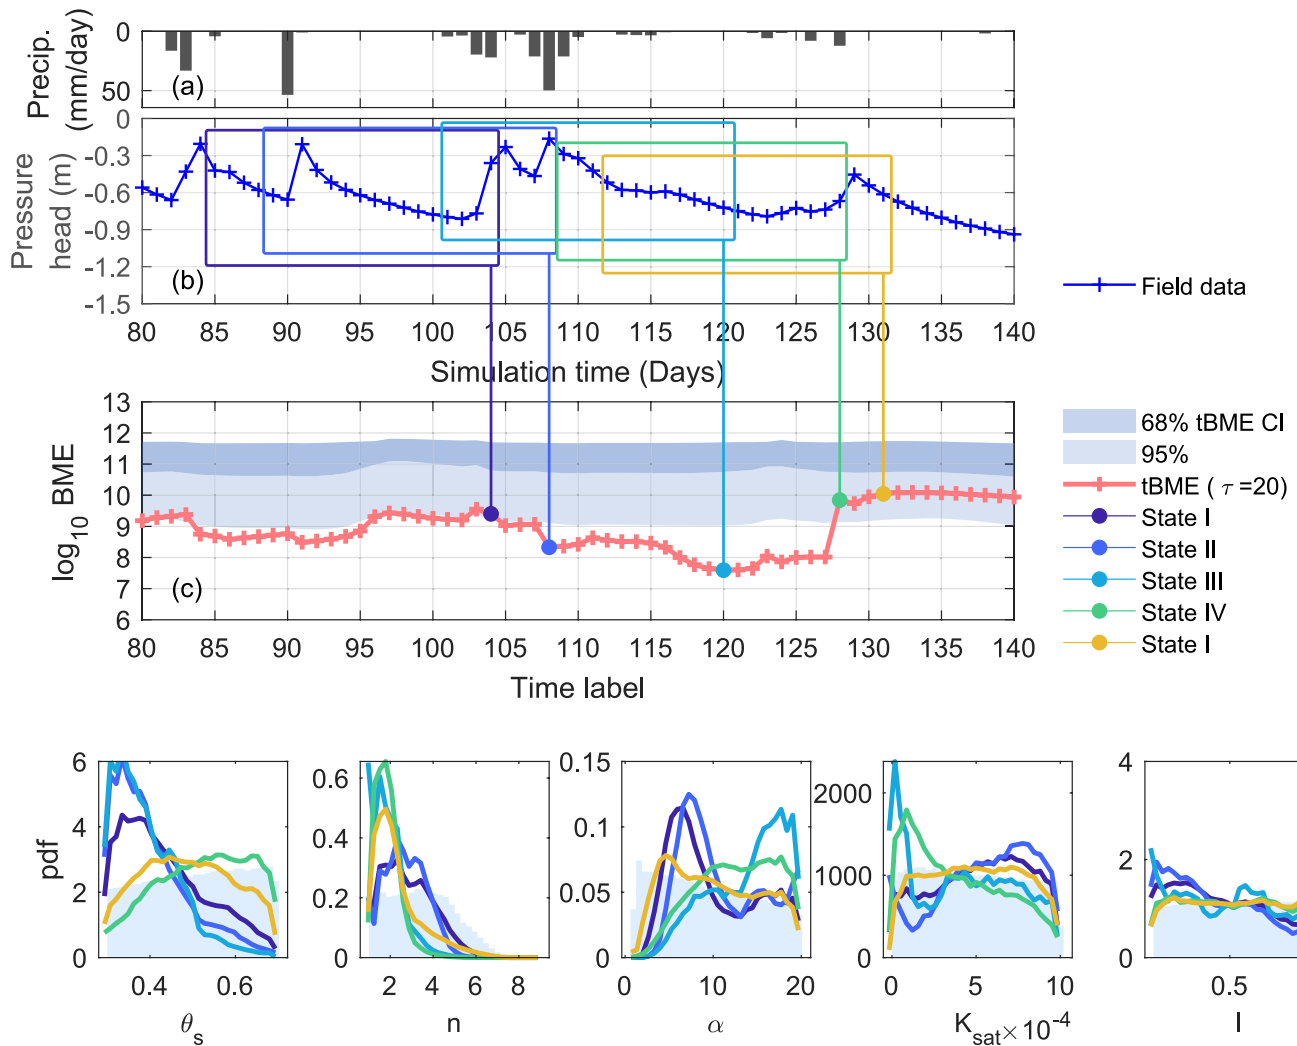 Precip.
(mm/day)
0
50
(a)
Pressure
head (m)
0
-0.3
-0.6
-0.9
-1.2
-1.5
(b)
80 85 90 95 100 105 110 115 120 125 130 135 140
Simulation time (Days)
Field data
log10 BME
13
12
11
10
9
8
7
6
(c)
80 85 90 95 100 105 110 115 120 125 130 135 140
Time label
68% tBME CI
95%
tBME ( τ =20)
State I
State II
State III
State IV
State I
pdf
6
4
2
0
0.4 0.6
θs
0.6
0.4
0.2
0
2 4 6 8
n
0.15
0.1
0.05
0
0 10 20
α
2000
1000
0
0 5 10
Ksat×10-4
4
2
0
0.5
l